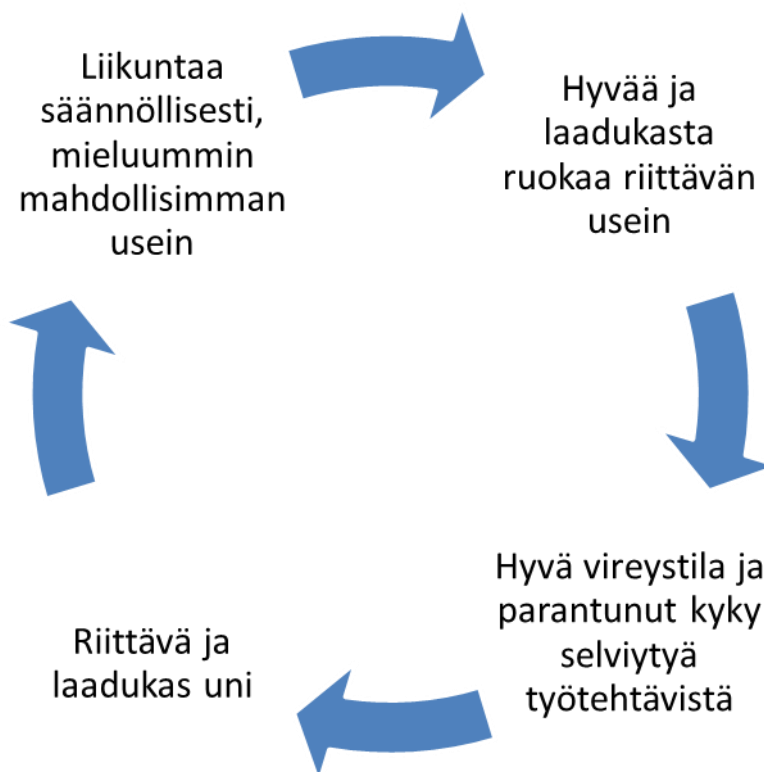 Liikuntaa
säännöllisesti,
mieluummin
mahdollisimman
usein
Hyvää ja
laadukasta
ruokaa riittävän
usein
Hyvä vireystila ja
parantunut kyky
selviytyä
työtehtävistä
Riittävä ja
laadukas uni